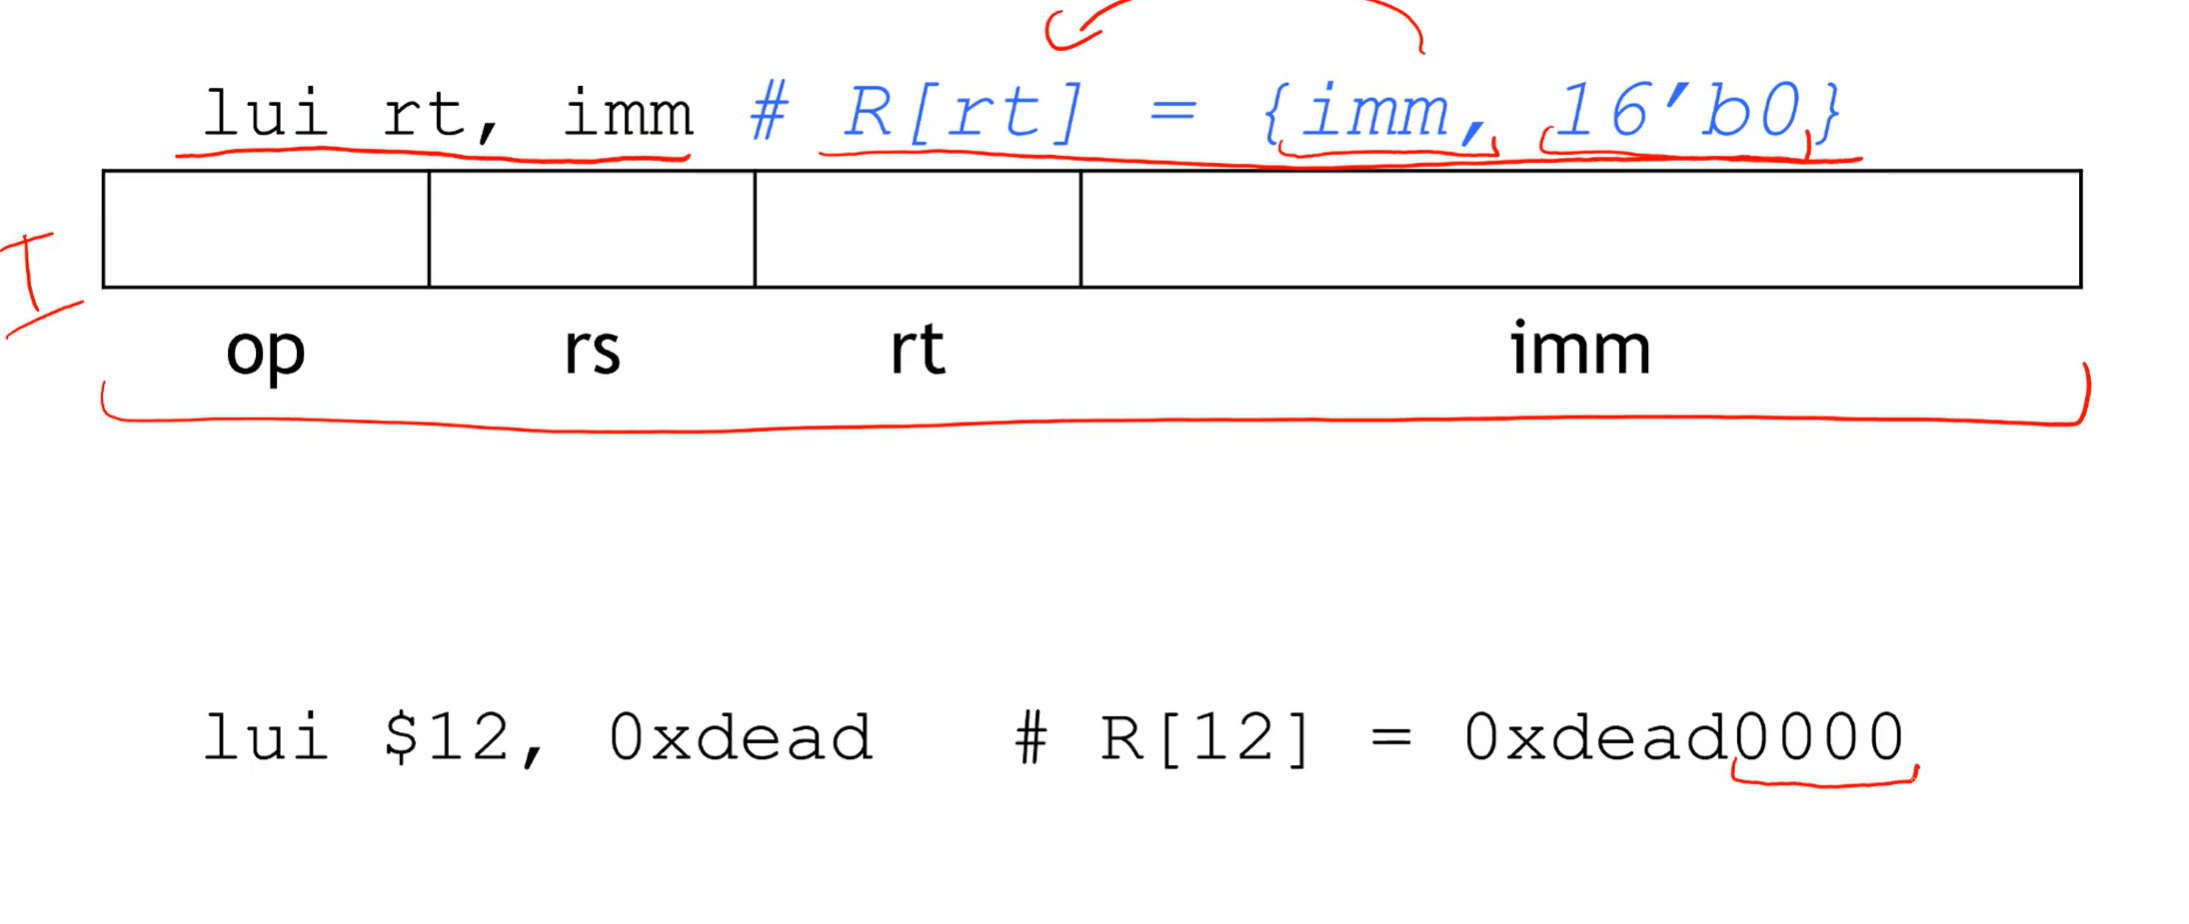 lui rt, imm # R[rt] = {imm, 16'b0}
I
op rs rt imm
lui $12, 0xdead # R[12] = 0xdead0000